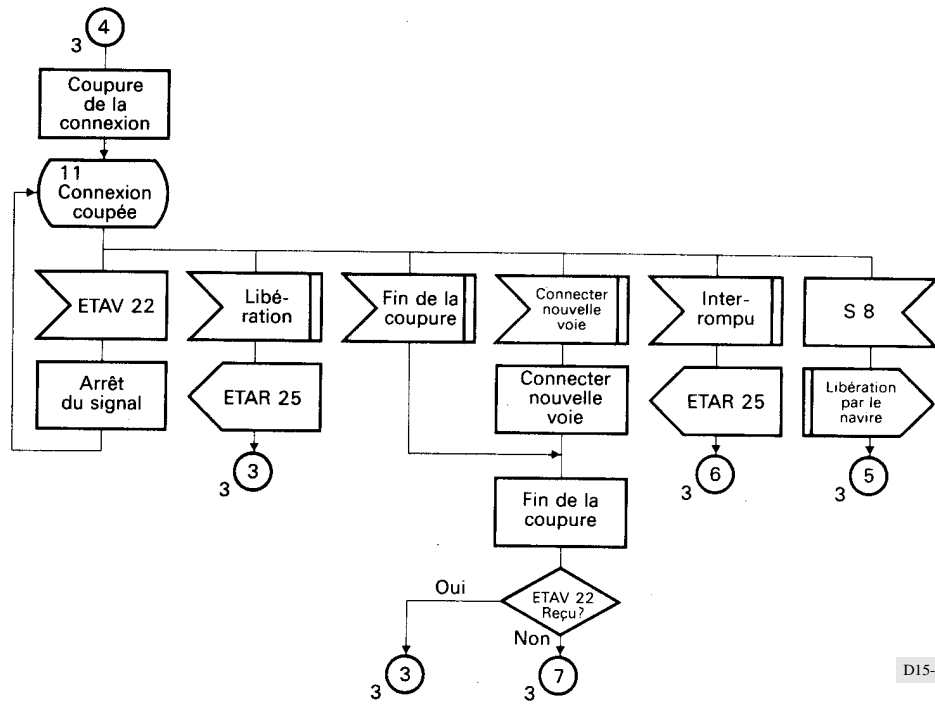 4
3
Coupure
de la
connexion
11
Connexion
coupée
ETAV 22
Libé-
ration
Fin de la
coupure
Connecter
nouvelle
voie
Inter-
rompu
S 8
Arrêt
du signal
ETAR 25
Connecter
nouvelle
voie
ETAR 25
Libération
par le
navire
3
3
6
3
5
3
Fin de la
coupure
ETAV 22
Reçu?
Oui
Non
3
3
7
3
D15-